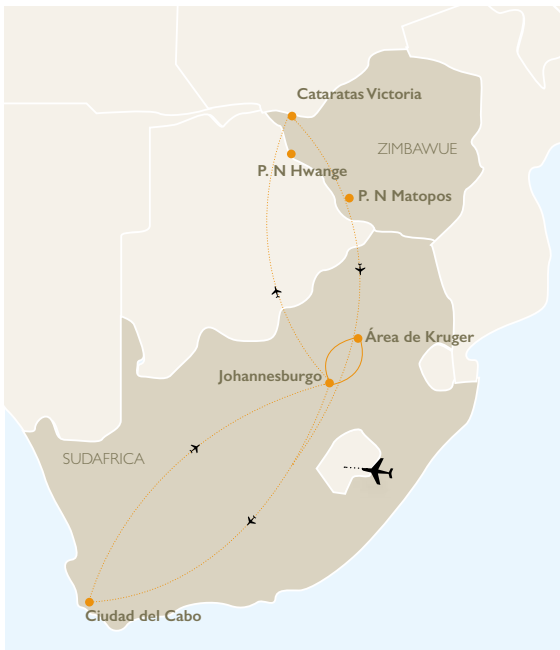 Cataratas Victoria
ZIMBAWUE
P. N Hwange
P. N Matopos
Área de Kruger
Johannesburgo
SUDAFRICA
Ciudad del Cabo